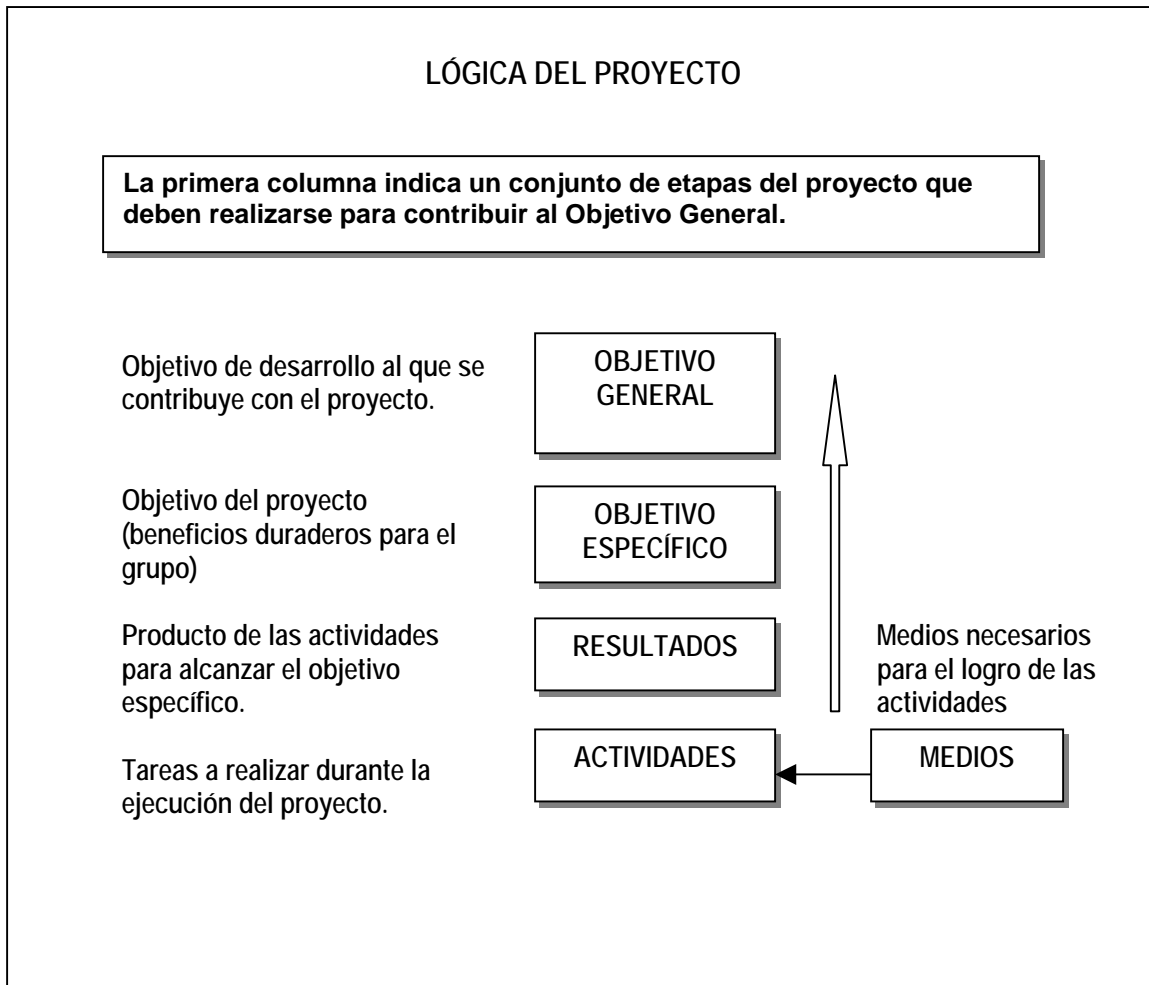 LÓGICA DEL PROYECTO
La primera columna indica un conjunto de etapas del proyecto que
deben realizarse para contribuir al Objetivo General.
Objetivo de desarrollo al que se
contribuye con el proyecto.
OBJETIVO
GENERAL
Objetivo del proyecto
(beneficios duraderos para el
grupo)
OBJETIVO
ESPECÍFICO
Producto de las actividades
para alcanzar el objetivo
específico.
RESULTADOS
Medios necesarios
para el logro de las
actividades
Tareas a realizar durante la
ejecución del proyecto.
ACTIVIDADES
MEDIOS